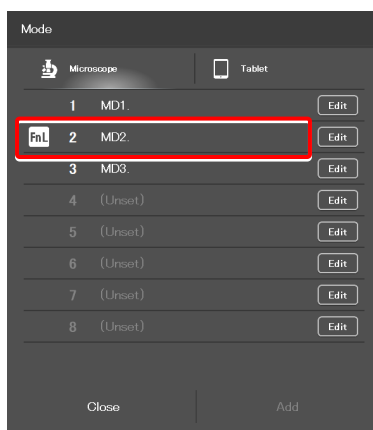 Mode
Microscope Tablet
1 MD1. Edit
FnL 2 MD2. Edit
3 MD3. Edit
4 (Unset) Edit
5 (Unset) Edit
6 (Unset) Edit
7 (Unset) Edit
8 (Unset) Edit
Close Add